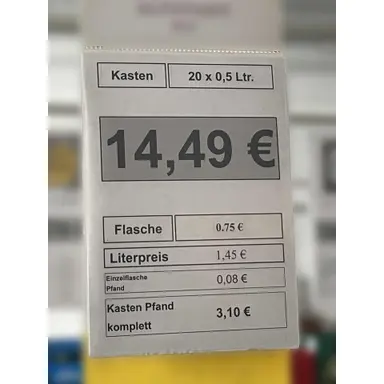 Kasten 20 x 0,5 Ltr.
14,49 €
Flasche 0.75 €
Literpreis 1,45 €
Einzelflasche
Pfand 0,08 €
Kasten Pfand
komplett 3,10 €